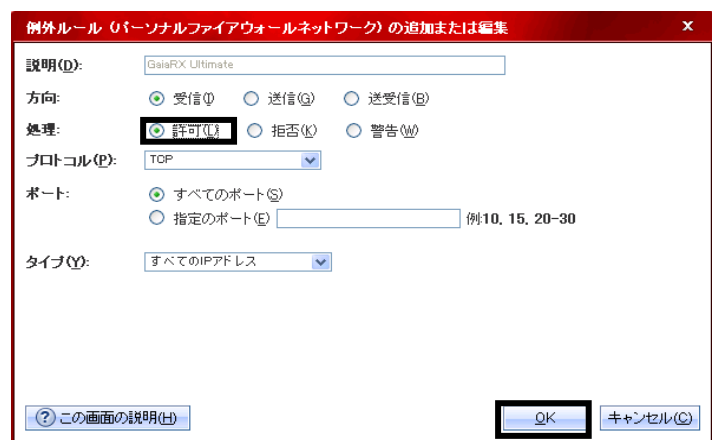 例外ルール (パーソナルファイアウォールネットワーク) の追加または編集 x
説明(D): GaiaRX Ultimate
方向: 受信(I) 送信(G) 送受信(B)
処理: 許可(L) 拒否(K) 警告(W)
プロトコル(P): TCP
ポート: すべてのポート(S)
指定のポート(E) 例:10, 15, 20-30
タイプ(Y): すべてのIPアドレス
? この画面の説明(H) OK キャンセル(C)